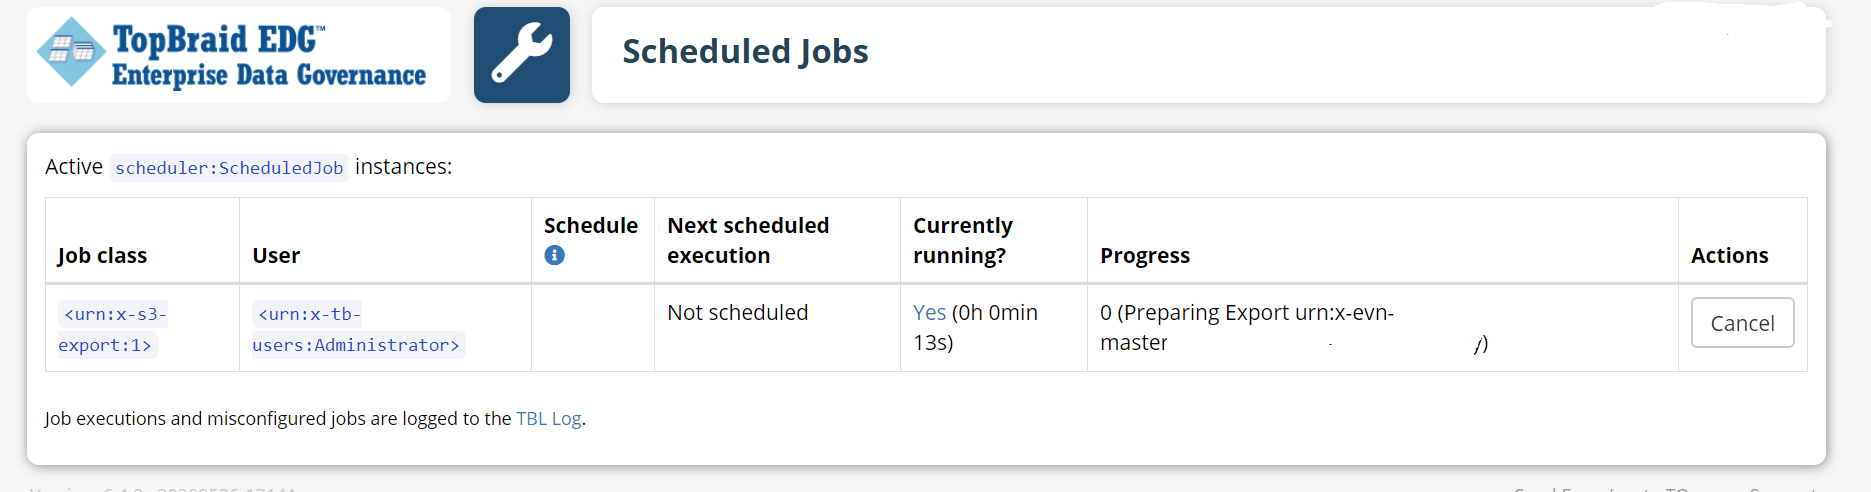 TopBraid EDG™
Enterprise Data Governance
Scheduled Jobs
Active scheduler:ScheduledJob instances:
Job class
User
Schedule
Next scheduled
execution
Currently
running?
Progress
Actions
<urn:x-s3-
export:1>
<urn:x-tb-
users:Administrator>
Not scheduled
Yes (0h 0min
13s)
0 (Preparing Export urn:x-evn-
master )
Cancel
Job executions and misconfigured jobs are logged to the TBL Log.